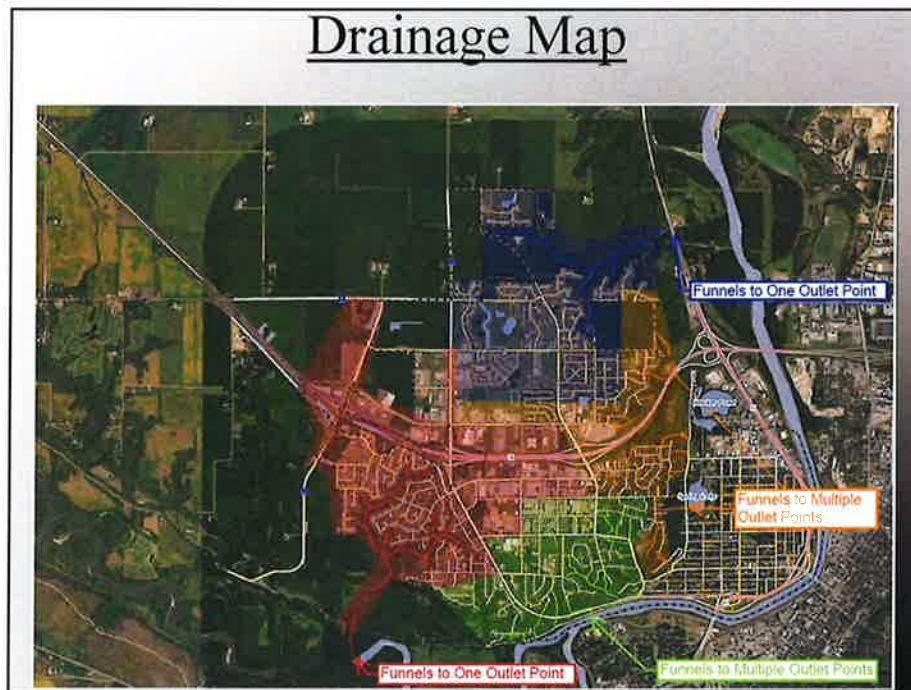 Drainage Map
Funnels to One Outlet Point
Funnels to Multiple
Outlet Points
Funnels to One Outlet Point
Funnels to Multiple Outlet Points